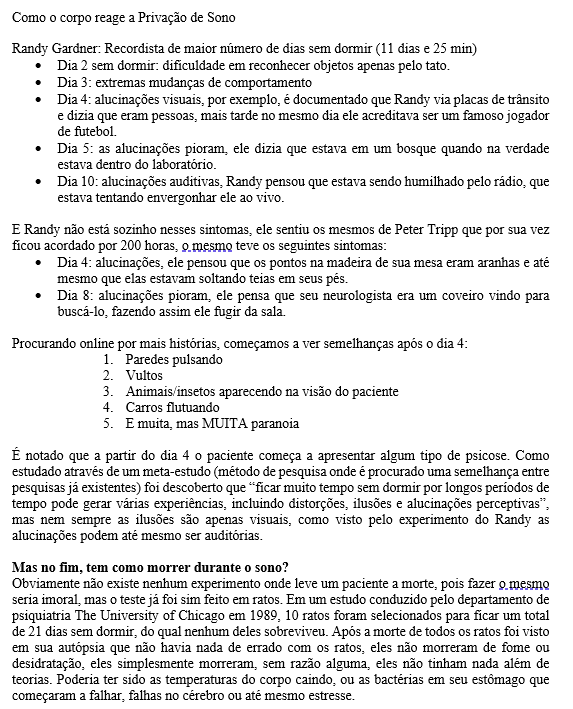 Como o corpo reage a Privação de Sono
Randy Gardner: Recordista de maior número de dias sem dormir (11 dias e 25 min)
• Dia 2 sem dormir: dificuldade em reconhecer objetos apenas pelo tato.
• Dia 3: extremas mudanças de comportamento
• Dia 4: alucinações visuais, por exemplo, é documentado que Randy via placas de trânsito
e dizia que eram pessoas, mais tarde no mesmo dia ele acreditava ser um famoso jogador
de futebol.
• Dia 5: as alucinações pioram, ele dizia que estava em um bosque quando na verdade
estava dentro do laboratório.
• Dia 10: alucinações auditivas, Randy pensou que estava sendo humilhado pelo rádio, que
estava tentando envergonhar ele ao vivo.
E Randy não está sozinho nesses sintomas, ele sentiu os mesmos de Peter Tripp que por sua vez
ficou acordado por 200 horas, o mesmo teve os seguintes sintomas:
• Dia 4: alucinações, ele pensou que os pontos na madeira de sua mesa eram aranhas e até
mesmo que elas estavam soltando teias em seus pés.
• Dia 8: alucinações pioram, ele pensa que seu neurologista era um coveiro vindo para
buscá-lo, fazendo assim ele fugir da sala.
Procurando online por mais histórias, começamos a ver semelhanças após o dia 4:
1. Paredes pulsando
2. Vultos
3. Animais/insetos aparecendo na visão do paciente
4. Carros flutuando
5. E muita, mas MUITA paranoia
É notado que a partir do dia 4 o paciente começa a apresentar algum tipo de psicose. Como
estudado através de um meta-estudo (método de pesquisa onde é procurado uma semelhança entre
pesquisas já existentes) foi descoberto que “ficar muito tempo sem dormir por longos períodos de
tempo pode gerar várias experiências, incluindo distorções, ilusões e alucinações perceptivas”,
mas nem sempre as ilusões são apenas visuais, como visto pelo experimento do Randy as
alucinações podem até mesmo ser auditórias.
Mas no fim, tem como morrer durante o sono?
Obviamente não existe nenhum experimento onde leve um paciente a morte, pois fazer o mesmo
seria imoral, mas o teste já foi sim feito em ratos. Em um estudo conduzido pelo departamento de
psiquiatria The University of Chicago em 1989, 10 ratos foram selecionados para ficar um total
de 21 dias sem dormir, do qual nenhum deles sobreviveu. Após a morte de todos os ratos foi visto
em sua autópsia que não havia nada de errado com os ratos, eles não morreram de fome ou
desidratação, eles simplesmente morreram, sem razão alguma, eles não tinham nada além de
teorias. Poderia ter sido as temperaturas do corpo caindo, ou as bactérias em seu estômago que
começaram a falhar, falhas no cérebro ou até mesmo estresse.